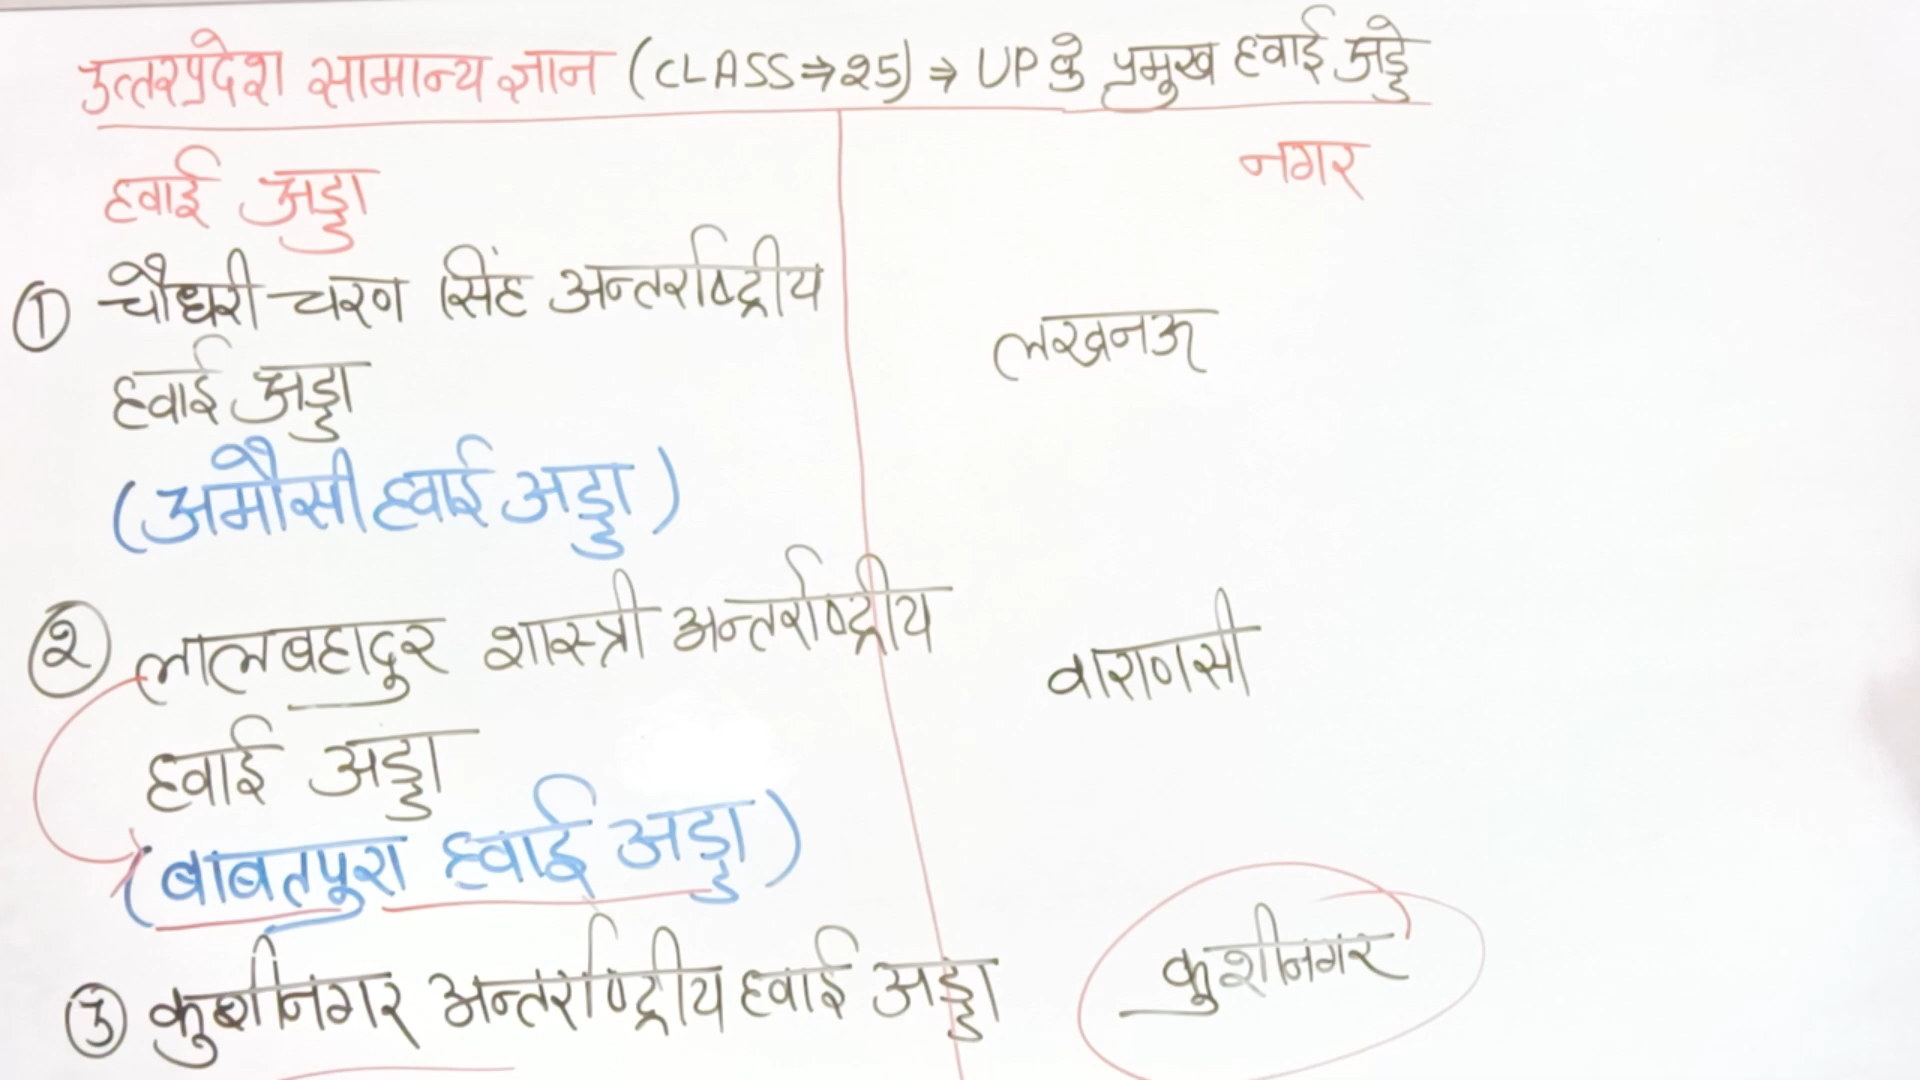 उत्तरप्रदेश सामान्य ज्ञान (CLASS⇒25) ⇒ UP के प्रमुख हवाई अड्डे
हवाई अड्डा
नगर
① चौधरी चरण सिंह अन्तर्राष्ट्रीय
हवाई अड्डा
(अमौसी हवाई अड्डा)
लखनऊ
② लालबहादुर शास्त्री अन्तर्राष्ट्रीय
हवाई अड्डा
(बाबतपुरा हवाई अड्डा)
वाराणसी
③ कुशीनगर अन्तर्राष्ट्रीय हवाई अड्डा
कुशीनगर